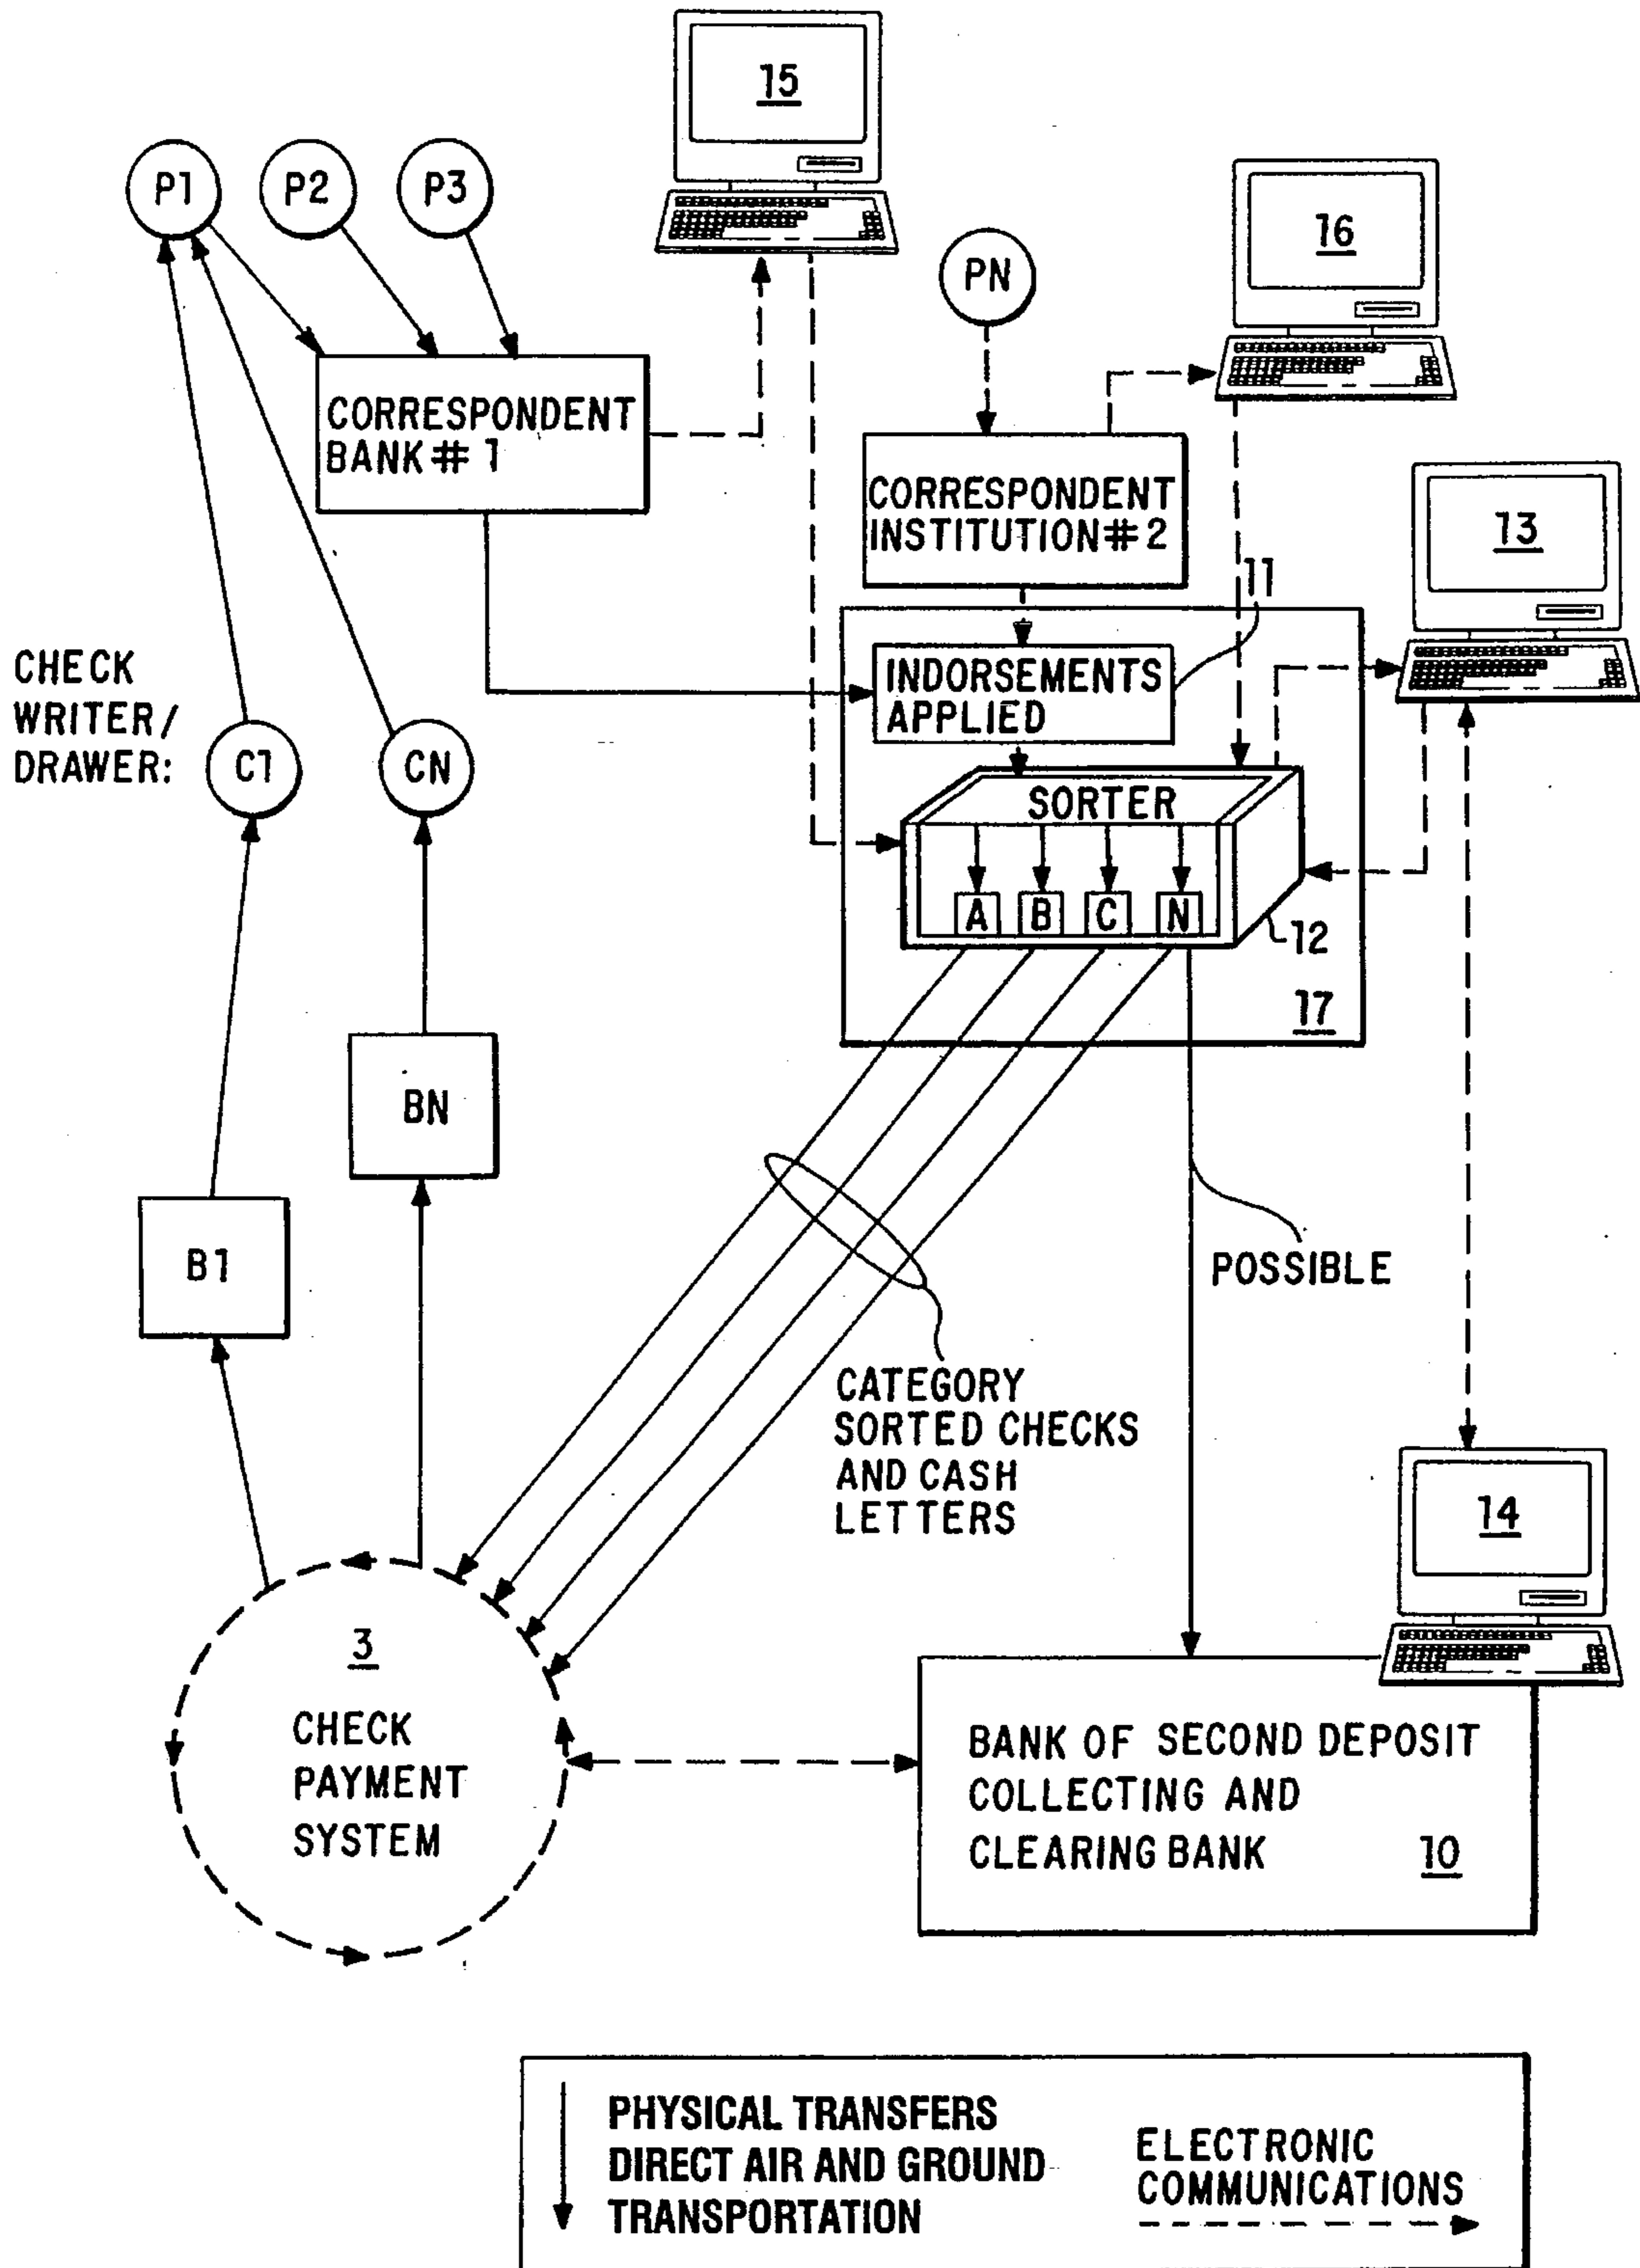 15
P1
P2
P3
16
PN
CORRESPONDENT
BANK # 1
CORRESPONDENT
INSTITUTION # 2
13
11
CHECK
WRITER/
DRAWER:
C1
CN
INDORSEMENTS
APPLIED
SORTER
A B C N
12
17
BN
B1
POSSIBLE
CATEGORY
SORTED CHECKS
AND CASH
LETTERS
14
3
CHECK
PAYMENT
SYSTEM
BANK OF SECOND DEPOSIT
COLLECTING AND
CLEARING BANK
10
PHYSICAL TRANSFERS
DIRECT AIR AND GROUND
TRANSPORTATION
ELECTRONIC
COMMUNICATIONS